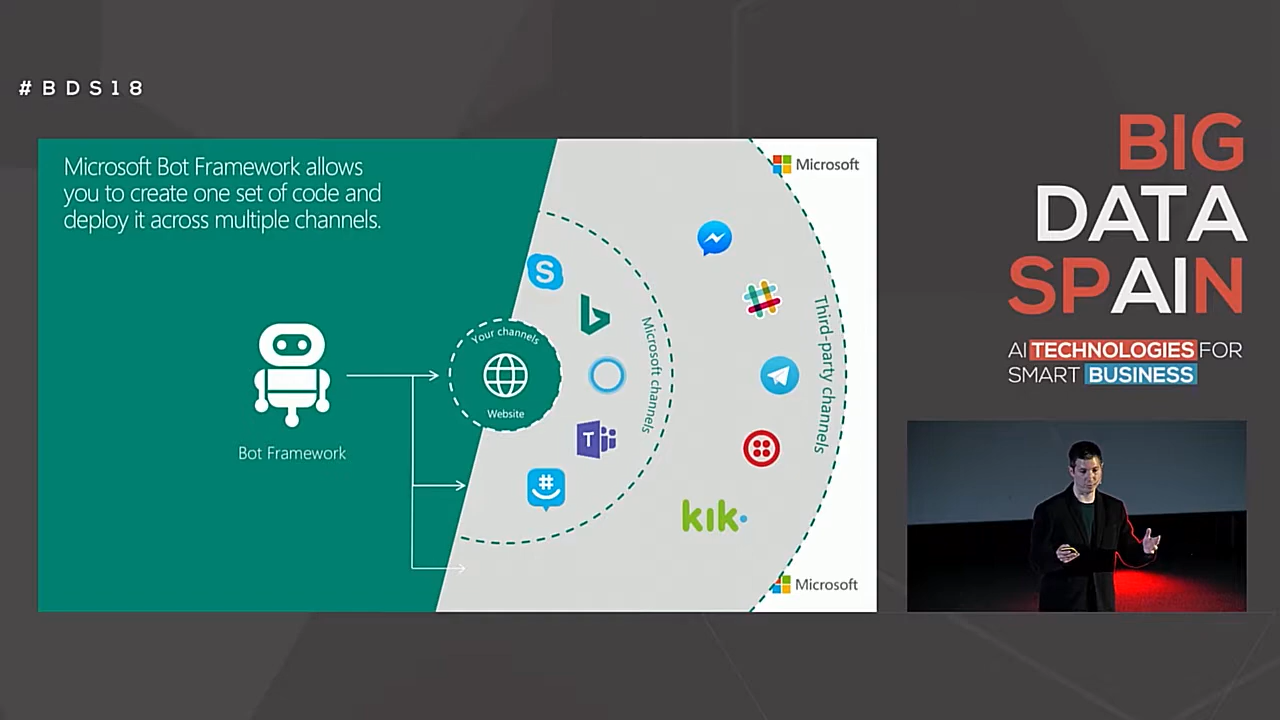 #BDS18
Microsoft Bot Framework allows
you to create one set of code and
deploy it across multiple channels.
Microsoft
Your channels
Website
Microsoft channels
Third-party channels
Bot Framework
S
T
#
kik
Microsoft
BIG
DATA
SPAIN
AI TECHNOLOGIES FOR
SMART BUSINESS